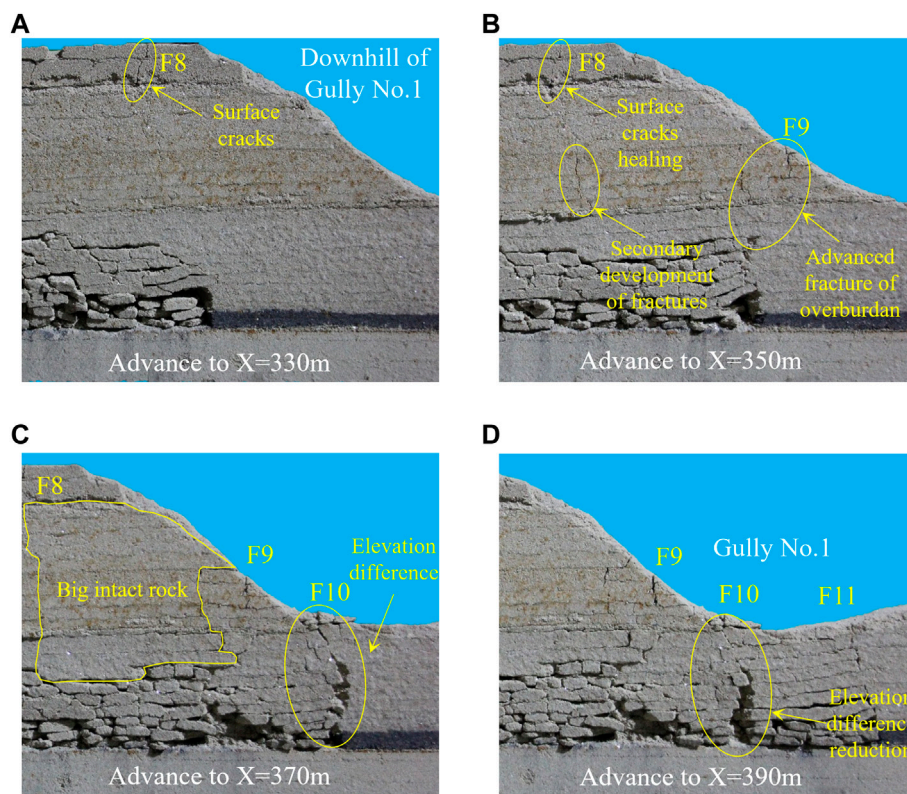 A
F8
Downhill of
Gully No.1
Surface
cracks
Advance to X=330m
B
F8
Surface
cracks
healing
F9
Secondary
development
of fractures
Advanced
fracture of
overburdan
Advance to X=350m
C
F8
F9
Elevation
difference
F10
Big intact rock
Advance to X=370m
D
Gully No.1
F9
F10
F11
Elevation
difference
reduction
Advance to X=390m